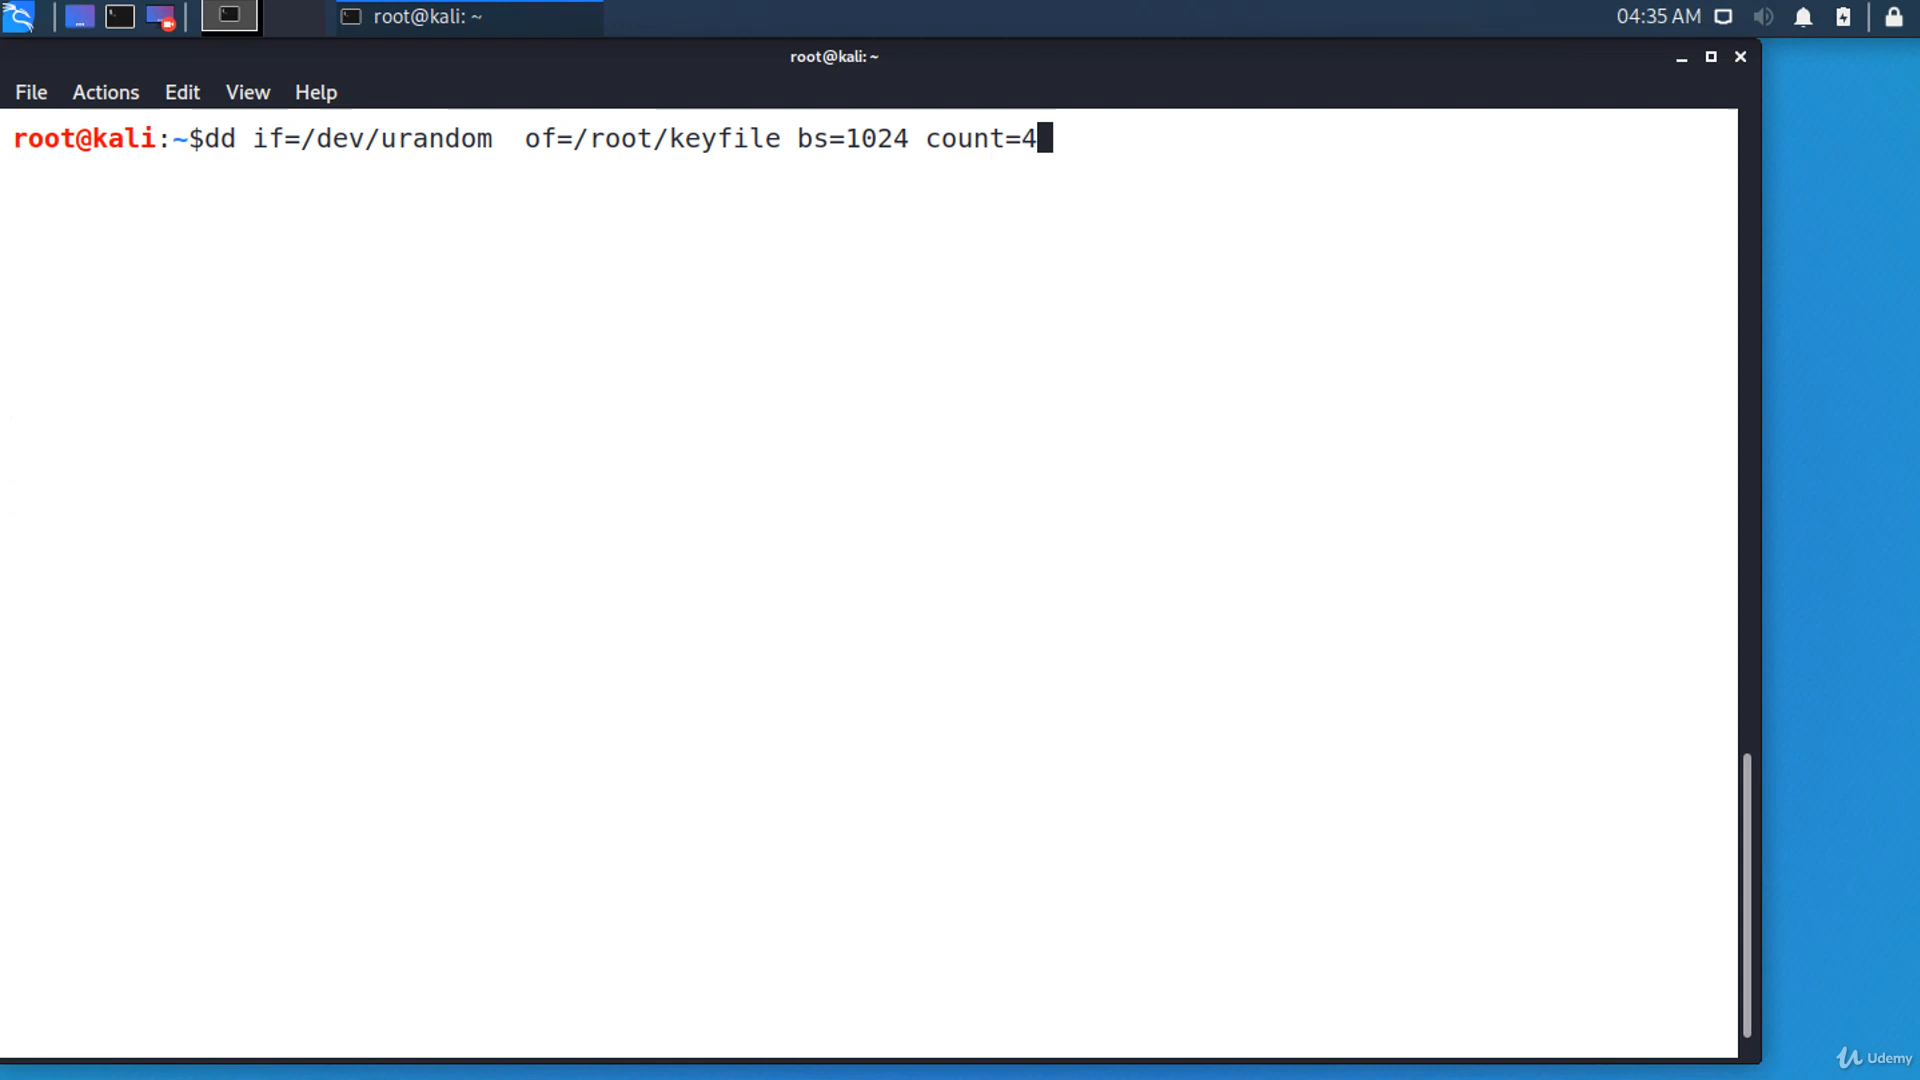 root@kali: ~
04:35 AM
root@kali: ~
File Actions Edit View Help
root@kali:~$dd if=/dev/urandom  of=/root/keyfile bs=1024 count=4
Udemy